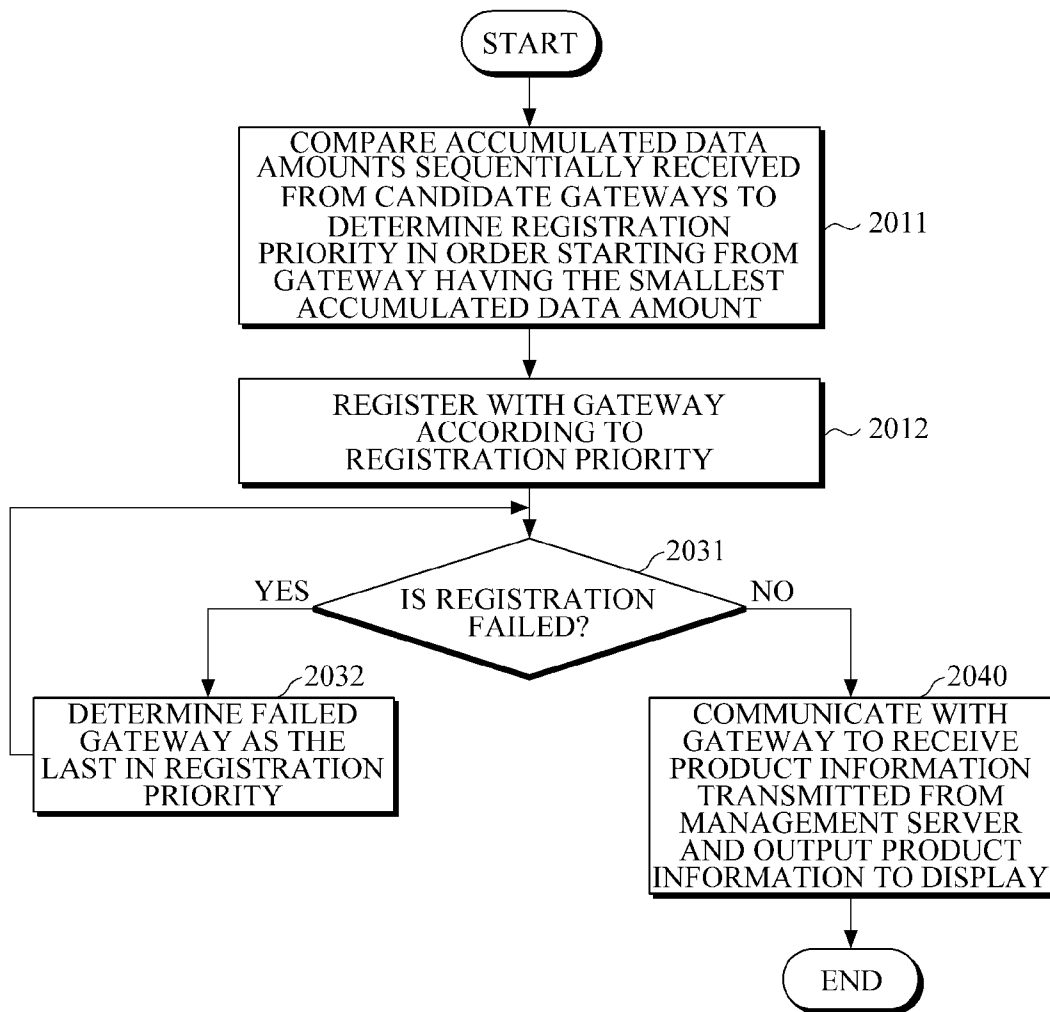 START
COMPARE ACCUMULATED DATA
AMOUNTS SEQUENTIALLY RECEIVED
FROM CANDIDATE GATEWAYS TO
DETERMINE REGISTRATION
PRIORITY IN ORDER STARTING FROM
GATEWAY HAVING THE SMALLEST
ACCUMULATED DATA AMOUNT
2011
REGISTER WITH GATEWAY
ACCORDING TO
REGISTRATION PRIORITY
2012
2031
YES
IS REGISTRATION
FAILED?
NO
2032
DETERMINE FAILED
GATEWAY AS THE
LAST IN REGISTRATION
PRIORITY
2040
COMMUNICATE WITH
GATEWAY TO RECEIVE
PRODUCT INFORMATION
TRANSMITTED FROM
MANAGEMENT SERVER
AND OUTPUT PRODUCT
INFORMATION TO DISPLAY
END